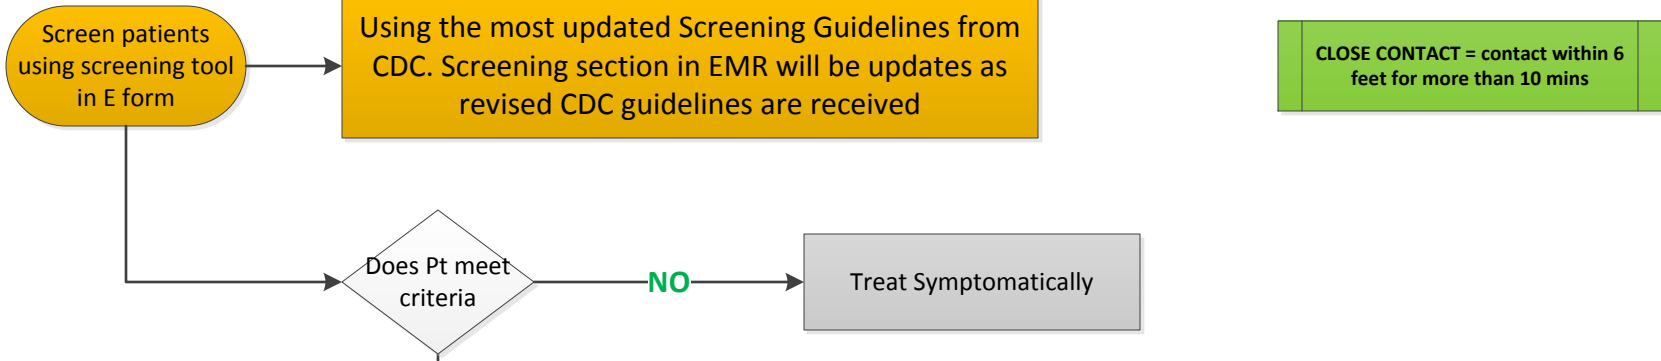 Screen patients
using screening tool
in E form
Using the most updated Screening Guidelines from
CDC. Screening section in EMR will be updates as
revised CDC guidelines are received
CLOSE CONTACT = contact within 6
feet for more than 10 mins
Does Pt meet
criteria
NO
Treat Symptomatically